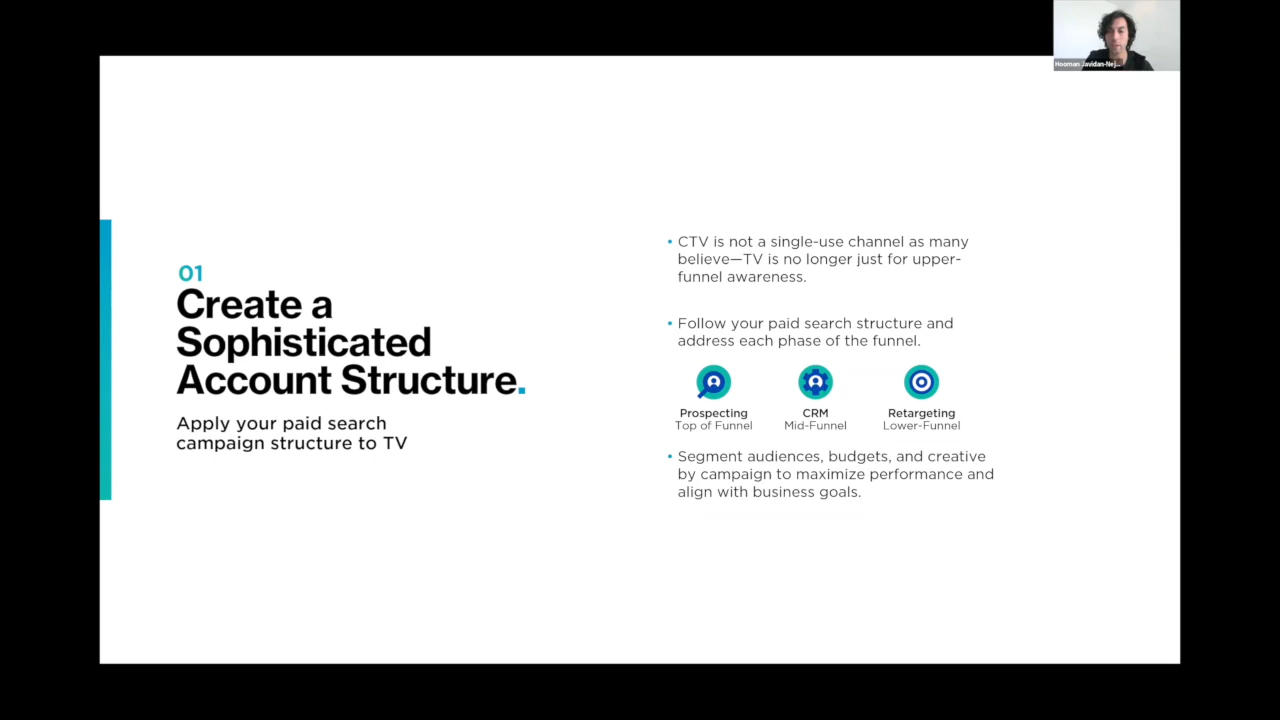 Hooman Javidan-Nej...
01
Create a
Sophisticated
Account Structure.
Apply your paid search
campaign structure to TV
• CTV is not a single-use channel as many
believe—TV is no longer just for upper-
funnel awareness.
• Follow your paid search structure and
address each phase of the funnel.
Prospecting
Top of Funnel
CRM
Mid-Funnel
Retargeting
Lower-Funnel
• Segment audiences, budgets, and creative
by campaign to maximize performance and
align with business goals.